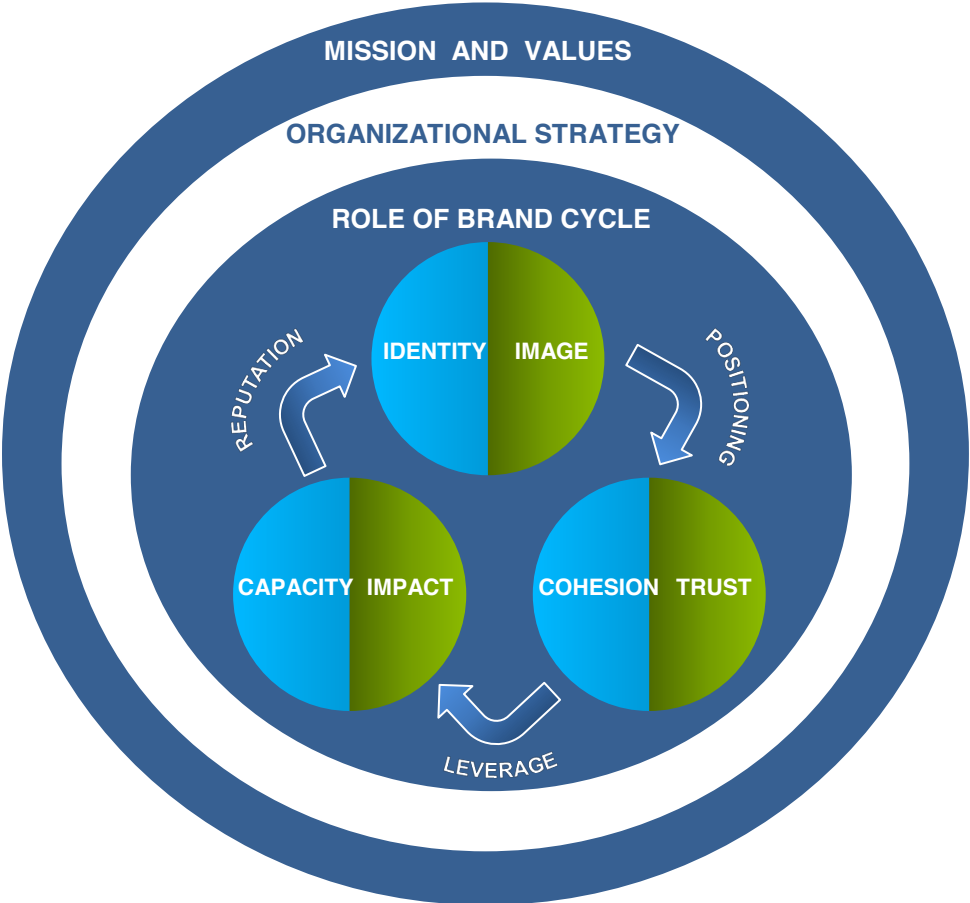 MISSION AND VALUES
ORGANIZATIONAL STRATEGY
ROLE OF BRAND CYCLE
IDENTITY IMAGE
REPUTATION
POSITIONING
CAPACITY IMPACT
COHESION TRUST
LEVERAGE